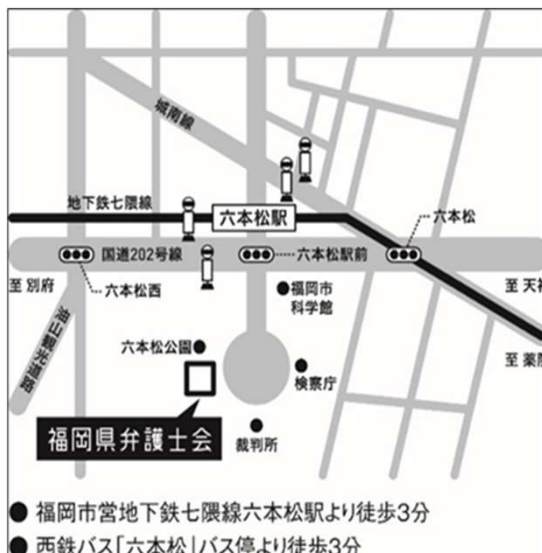 城南線
地下鉄七隈線
六本松駅
六本松
国道202号線
六本松駅前
至 別府
六本松西
福岡市
科学館
至 天神
油山観光道路
六本松公園
検察庁
至 薬院
福岡県弁護士会
裁判所
● 福岡市営地下鉄七隈線六本松駅より徒歩3分
● 西鉄バス「六本松」バス停より徒歩3分